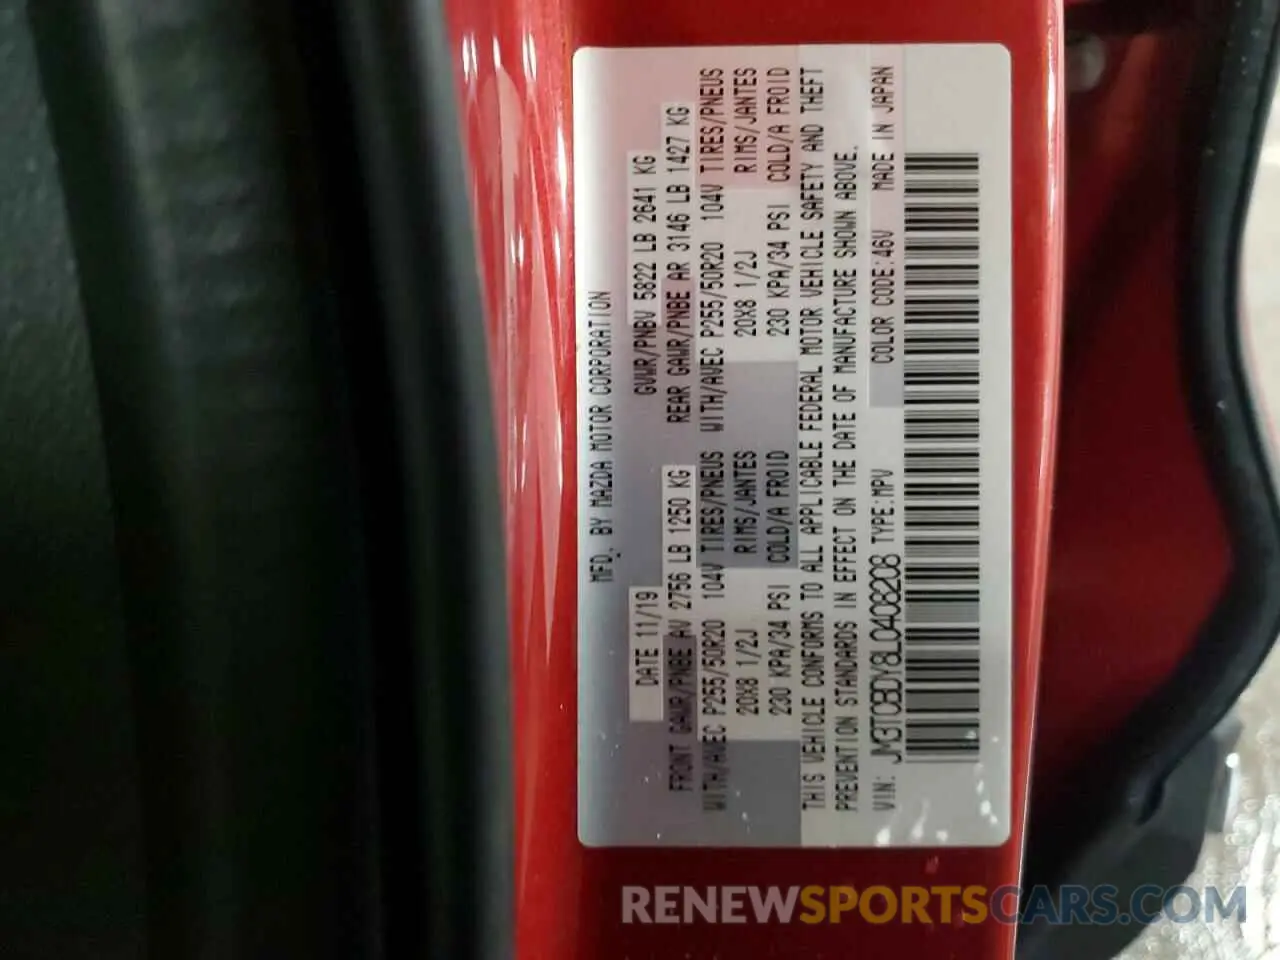 MFD. BY MAZDA MOTOR CORPORATION
DATE 11/19 GVWR/PNBV 5822 LB 2641 KG
FRONT GAWR/PNBE AV 2756 LB 1250 KG REAR GAWR/PNBE AR 3146 LB 1427 KG
WITH/AVEC P255/50R20 104V TIRES/PNEUS WITH/AVEC P255/50R20 104V TIRES/PNEUS
20X8 1/2J RIMS/JANTES 20X8 1/2J RIMS/JANTES
230 KPA/34 PSI COLD/A FROID 230 KPA/34 PSI COLD/A FROID
THIS VEHICLE CONFORMS TO ALL APPLICABLE FEDERAL MOTOR VEHICLE SAFETY AND THEFT
PREVENTION STANDARDS IN EFFECT ON THE DATE OF MANUFACTURE SHOWN ABOVE.
VIN: JM3TCBDY8L0408208 TYPE:MPV COLOR CODE:46V MADE IN JAPAN
RENEWSPORTSCARS.COM